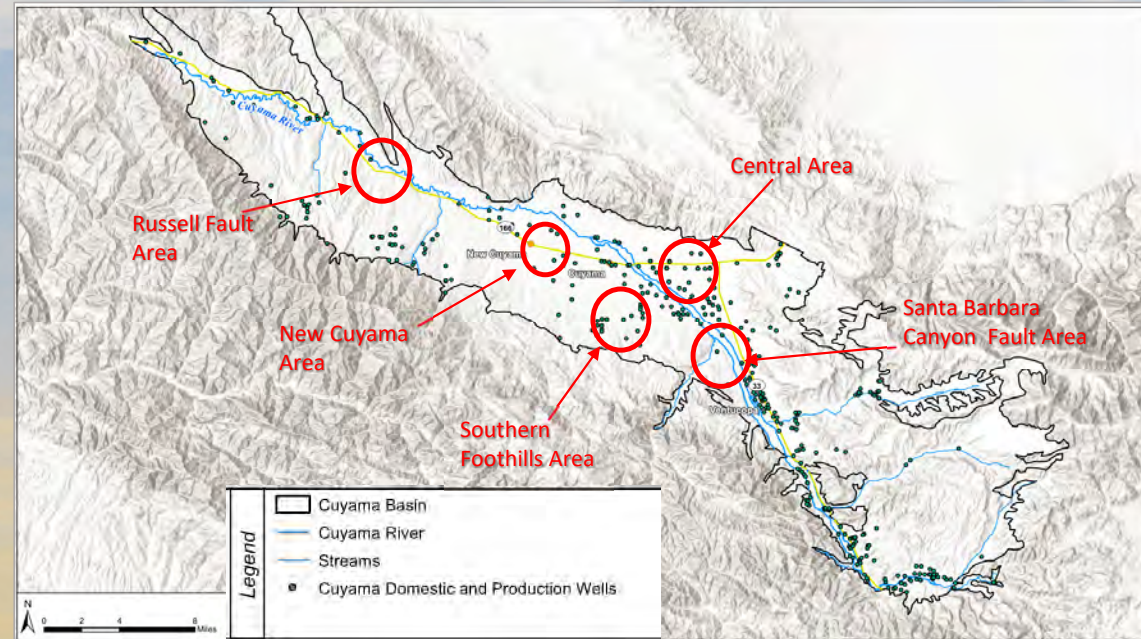 Cuyama River
Central Area
Russell Fault
Area
166
New Cuyama
Cuyama
New Cuyama
Area
Santa Barbara
Canyon Fault Area
33
Ventucopa
Southern
Foothills Area
Legend
Cuyama Basin
Cuyama River
Streams
Cuyama Domestic and Production Wells
N
0 2 4 8
Miles